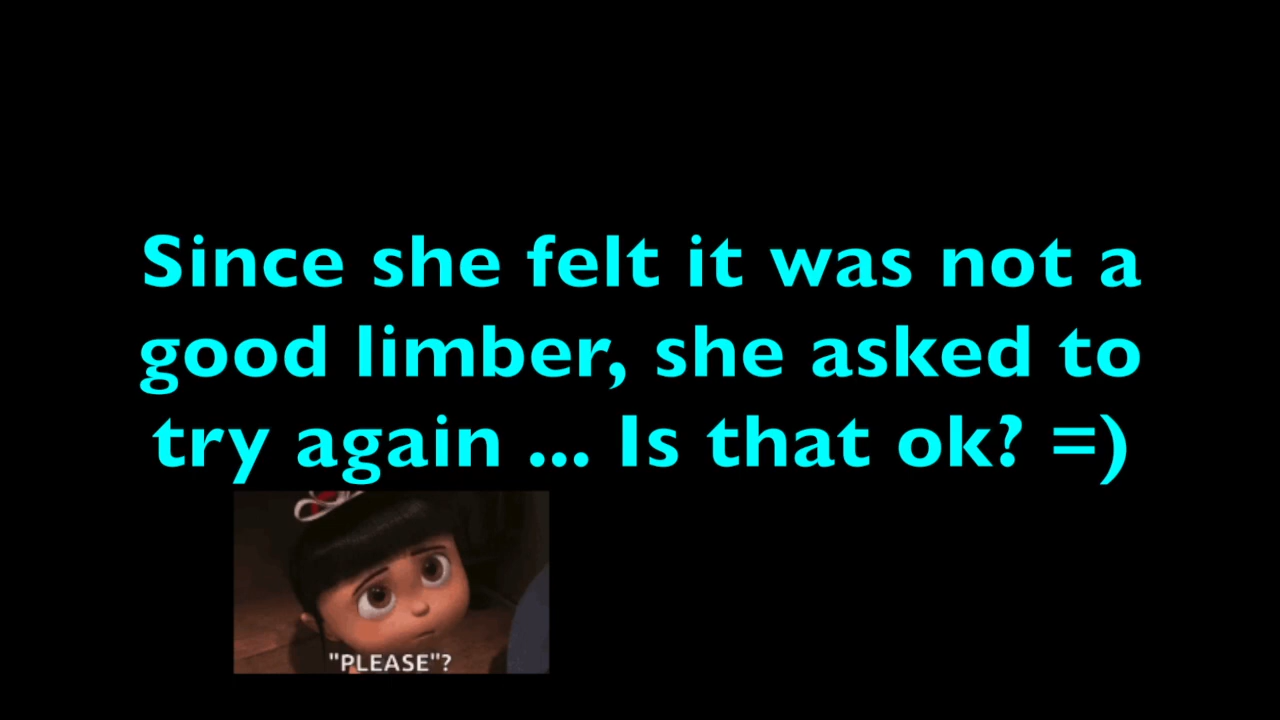 Since she felt it was not a
good limber, she asked to
try again ... Is that ok? =)
"PLEASE"?